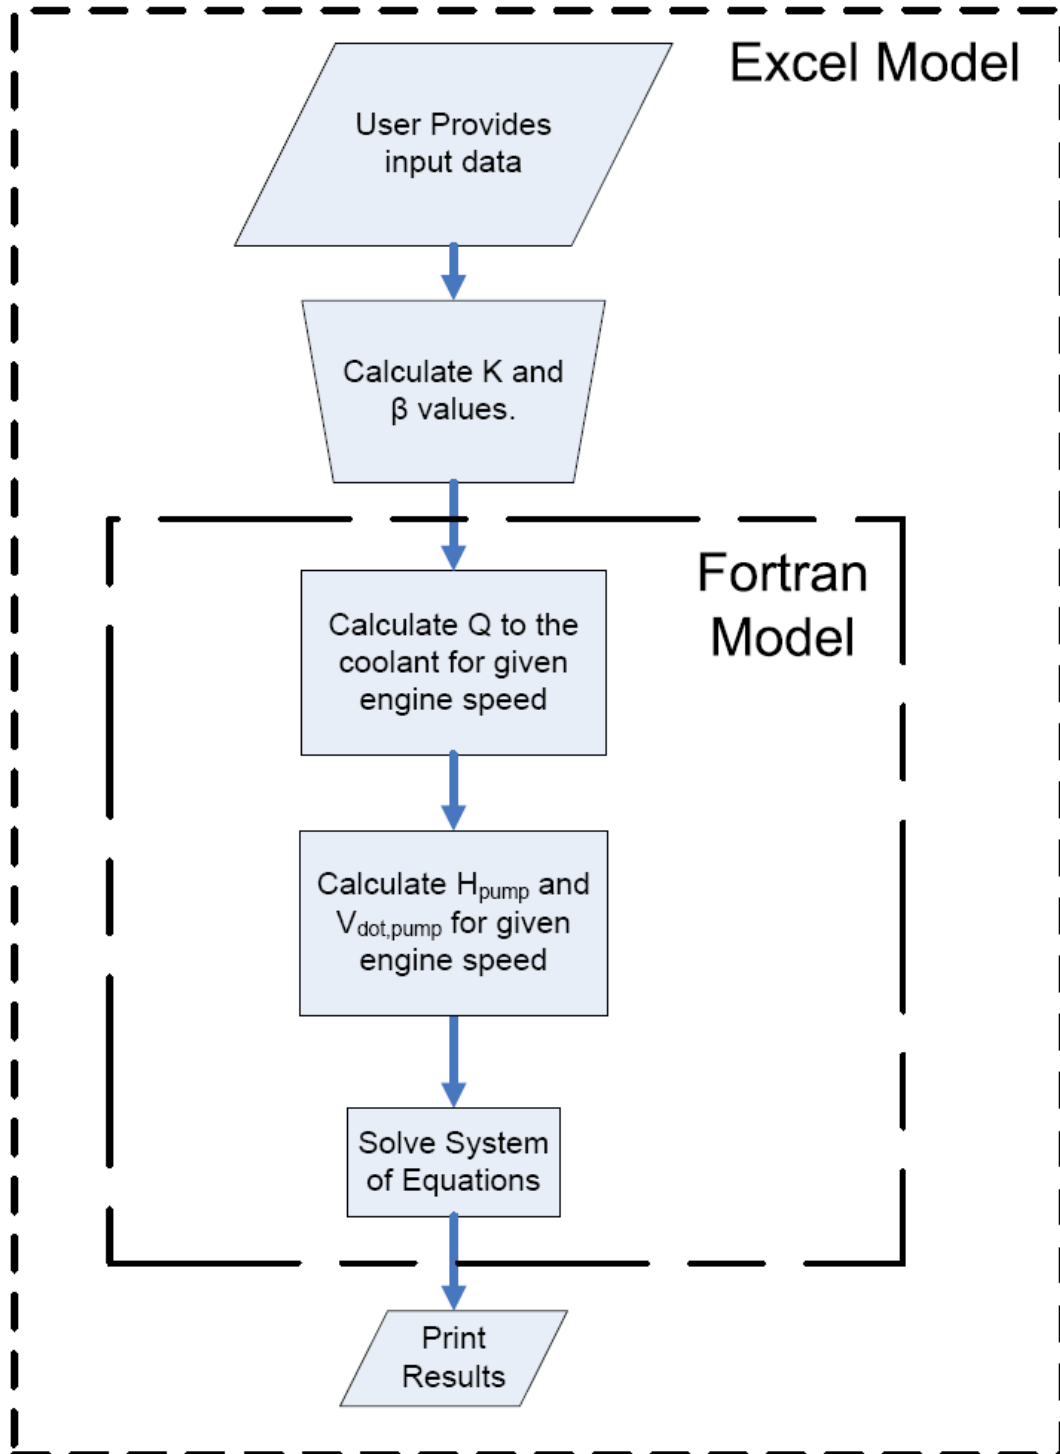 Excel Model
User Provides
input data
Calculate K and
β values.
Fortran
Model
Calculate Q to the
coolant for given
engine speed
Calculate Hpump and
Vdot,pump for given
engine speed
Solve System
of Equations
Print
Results